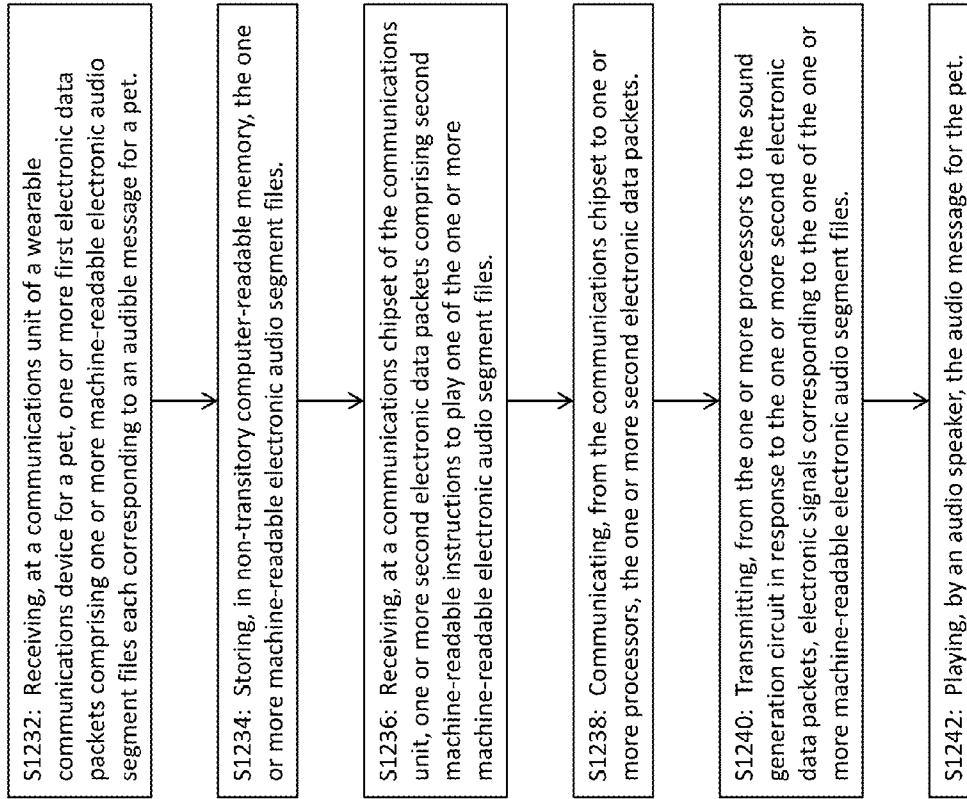 S1232: Receiving, at a communications unit of a wearable
communications device for a pet, one or more first electronic data
packets comprising one or more machine-readable electronic audio
segment files each corresponding to an audible message for a pet.
S1234: Storing, in non-transitory computer-readable memory, the one
or more machine-readable electronic audio segment files.
S1236: Receiving, at a communications chipset of the communications
unit, one or more second electronic data packets comprising second
machine-readable instructions to play one of the one or more
machine-readable electronic audio segment files.
S1238: Communicating, from the communications chipset to one or
more processors, the one or more second electronic data packets.
S1240: Transmitting, from the one or more processors to the sound
generation circuit in response to the one or more second electronic
data packets, electronic signals corresponding to the one of the one or
more machine-readable electronic audio segment files.
S1242: Playing, by an audio speaker, the audio message for the pet.